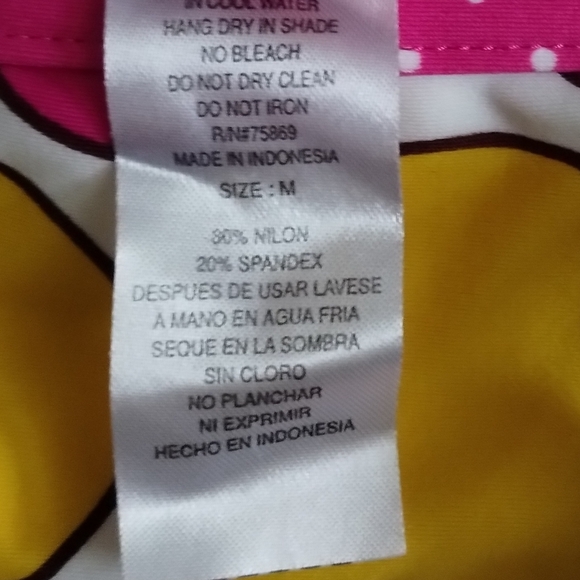 IN COOL WATER
HANG DRY IN SHADE
NO BLEACH
DO NOT DRY CLEAN
DO NOT IRON
R/N#75869
MADE IN INDONESIA
SIZE : M
80% NILON
20% SPANDEX
DESPUES DE USAR LAVESE
A MANO EN AGUA FRIA
SEQUE EN LA SOMBRA
SIN CLORO
NO PLANCHAR
NI EXPRIMIR
HECHO EN INDONESIA